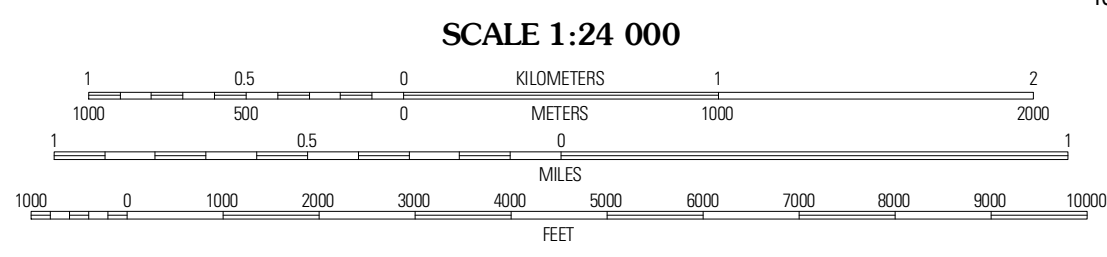 SCALE 1:24 000
1 0.5 0 KILOMETERS 1 2
1000 500 0 METERS 1000 2000
1 0.5 0 1
MILES
1000 0 1000 2000 3000 4000 5000 6000 7000 8000 9000 10000
FEET